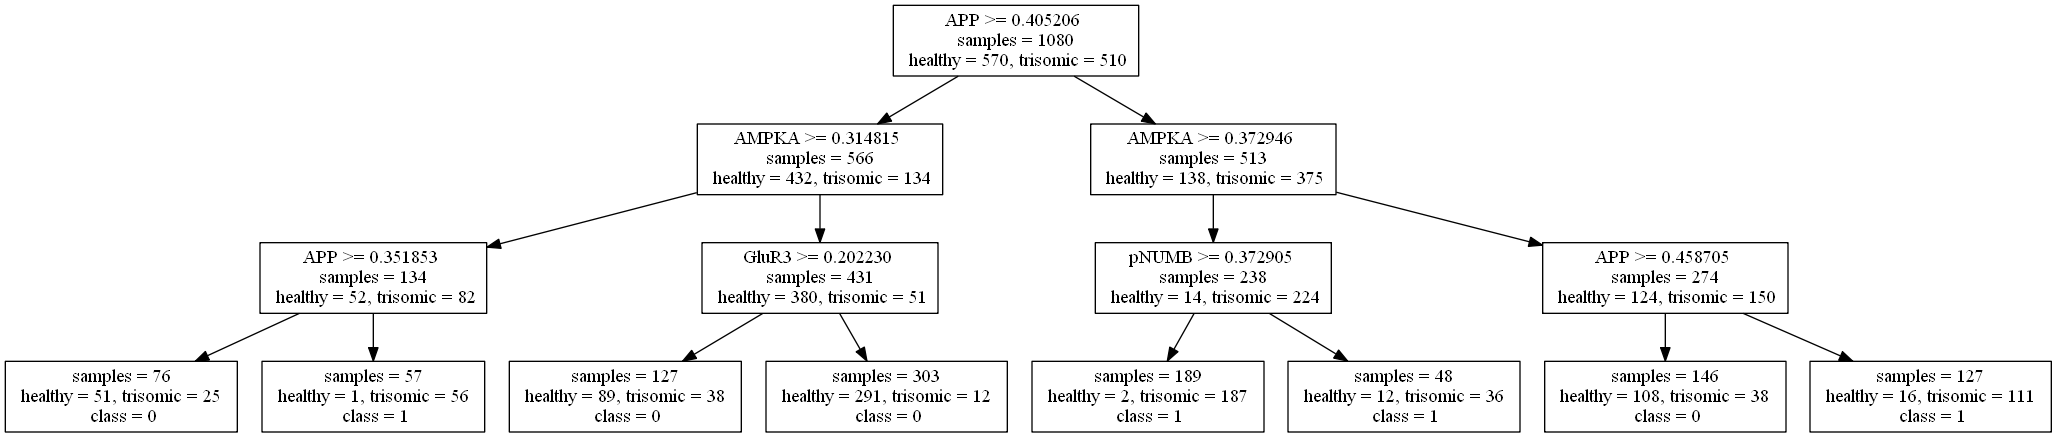 APP >= 0.405206
samples = 1080
healthy = 570, trisomic = 510
AMPKA >= 0.314815
samples = 566
healthy = 432, trisomic = 134
AMPKA >= 0.372946
samples = 513
healthy = 138, trisomic = 375
APP >= 0.351853
samples = 134
healthy = 52, trisomic = 82
GluR3 >= 0.202230
samples = 431
healthy = 380, trisomic = 51
pNUMB >= 0.372905
samples = 238
healthy = 14, trisomic = 224
APP >= 0.458705
samples = 274
healthy = 124, trisomic = 150
samples = 76
healthy = 51, trisomic = 25
class = 0
samples = 57
healthy = 1, trisomic = 56
class = 1
samples = 127
healthy = 89, trisomic = 38
class = 0
samples = 303
healthy = 291, trisomic = 12
class = 0
samples = 189
healthy = 2, trisomic = 187
class = 1
samples = 48
healthy = 12, trisomic = 36
class = 1
samples = 146
healthy = 108, trisomic = 38
class = 0
samples = 127
healthy = 16, trisomic = 111
class = 1